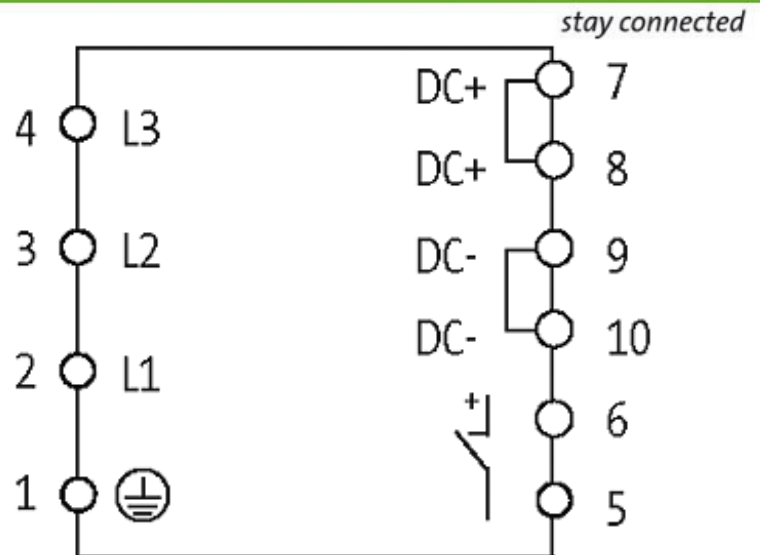 stay connected
DC+ 7
4 L3
DC+ 8
3 L2
DC- 9
DC- 10
2 L1
+
6
1
5